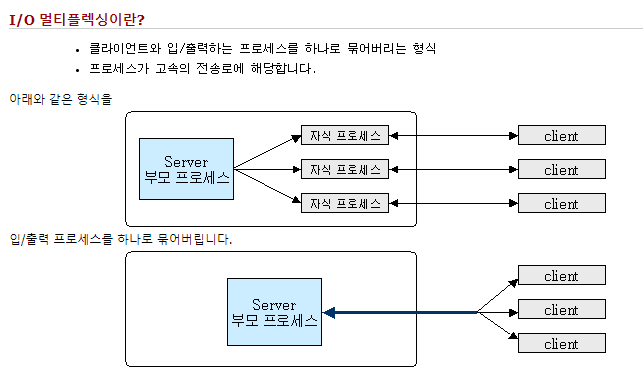 I/O 멀티플렉싱이란?
• 클라이언트와 입/출력하는 프로세스를 하나로 묶어버리는 형식
• 프로세스가 고속의 전송로에 해당합니다.
아래와 같은 형식을
Server
부모 프로세스
자식 프로세스
client
자식 프로세스
client
자식 프로세스
client
입/출력 프로세스를 하나로 묶어버립니다.
Server
부모 프로세스
client
client
client